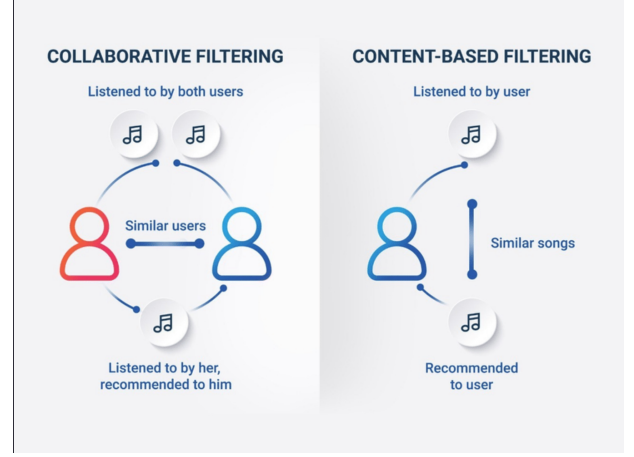 COLLABORATIVE FILTERING
Listened to by both users
Similar users
Listened to by her,
recommended to him
CONTENT-BASED FILTERING
Listened to by user
Similar songs
Recommended
to user